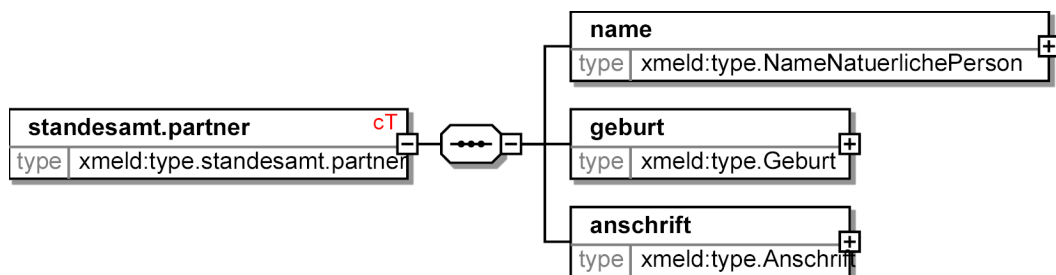 name
type xmeld:type.NameNatuerlichePerson
standesamt.partner cT
type xmeld:type.standesamt.partner
geburt
type xmeld:type.Geburt
anschrift
type xmeld:type.Anschrift